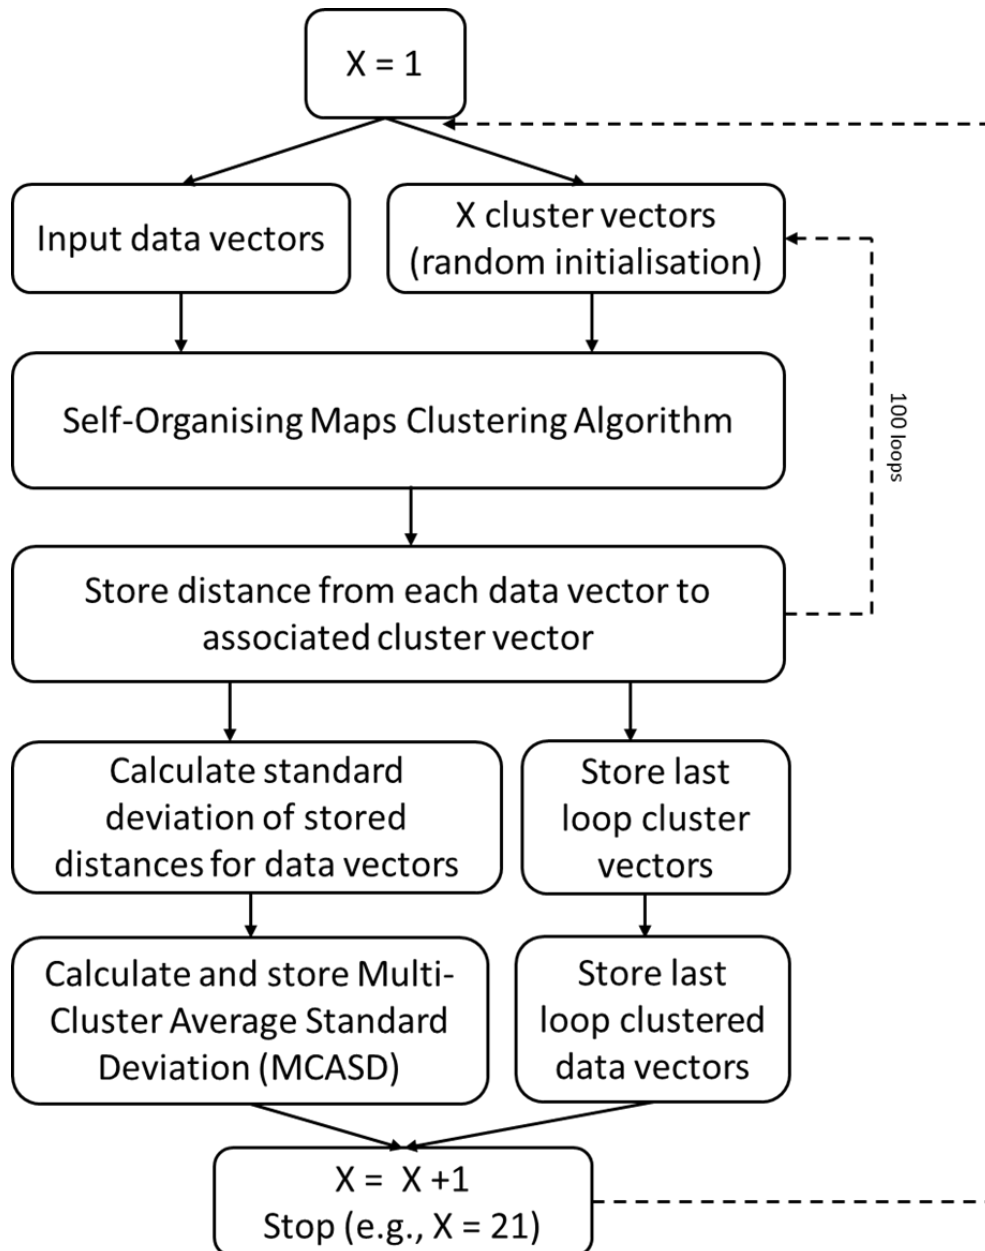 X = 1
Input data vectors
X cluster vectors
(random initialisation)
Self-Organising Maps Clustering Algorithm
100 loops
Store distance from each data vector to
associated cluster vector
Calculate standard
deviation of stored
distances for data vectors
Store last
loop cluster
vectors
Calculate and store Multi-
Cluster Average Standard
Deviation (MCASD)
Store last
loop clustered
data vectors
X = X +1
Stop (e.g., X = 21)